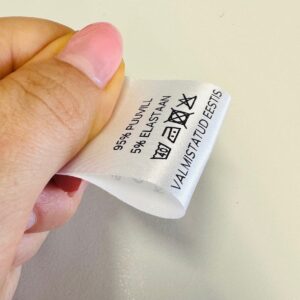 95% PUUVILL
5% ELASTAAN
VALMISTATUD EESTIS